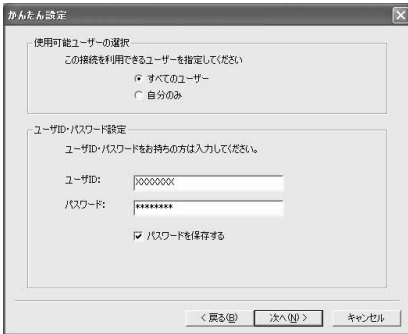 かんたん設定
使用可能ユーザーの選択
この接続を利用できるユーザーを指定してください
すべてのユーザー
自分のみ
ユーザID・パスワード設定
ユーザID・パスワードをお持ちの方は入力してください。
ユーザID:
XXXXXXX
パスワード:
********
パスワードを保存する
< 戻る(B)
次へ(N) >
キャンセル